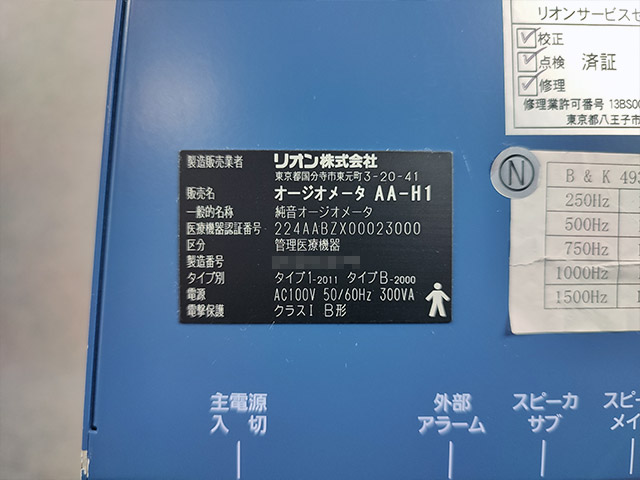 リオンサービスセ
校正
点検 済証
修理
修理業許可番号 13BS00
東京都八王子市
製造販売業者 リオン株式会社
東京都国分寺市東元町3-20-41
販売名 オージオメータ AA-H1
一般的名称 純音オージオメータ
医療機器認証番号 224AABZX00023000
区分 管理医療機器
製造番号
タイプ別 タイプ1-2011 タイプB-2000
電源 AC100V 50/60Hz 300VA
電撃保護 クラスI B形
N
B & K 493
250Hz
500Hz
750Hz
1000Hz
1500Hz
主電源
入 切
外部
アラーム
スピーカ
サブ
スピー
メイ